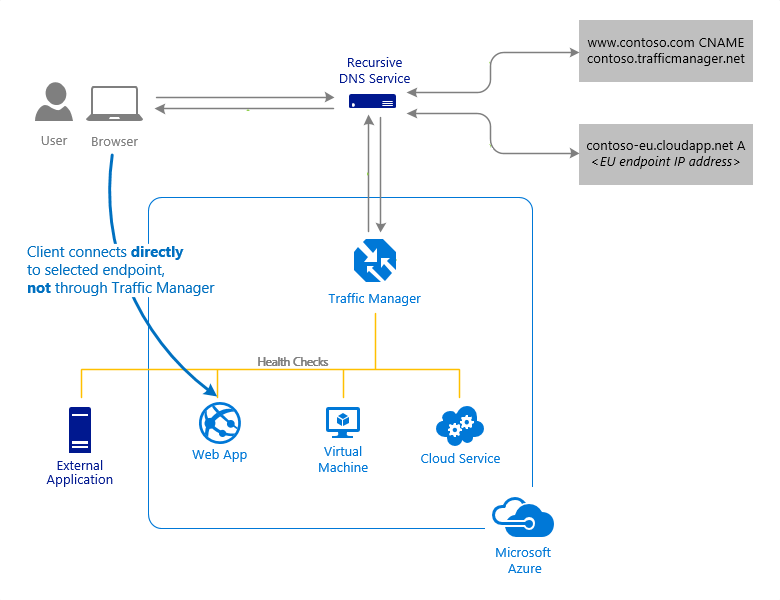 Recursive
DNS Service
www.contoso.com CNAME
contoso.trafficmanager.net
User
Browser
contoso-eu.cloudapp.net A
<EU endpoint IP address>
Client connects directly
to selected endpoint,
not through Traffic Manager
Traffic Manager
Health Checks
External
Application
Web App
Virtual
Machine
Cloud Service
Microsoft
Azure